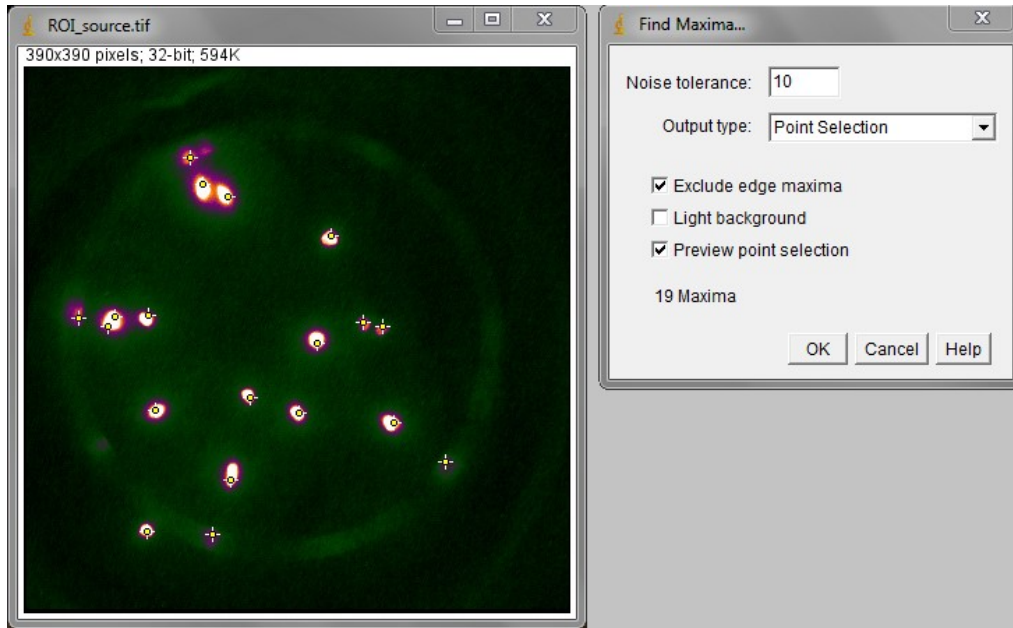 ROI_source.tif
390x390 pixels; 32-bit; 594K
Find Maxima...
Noise tolerance: 10
Output type: Point Selection
Exclude edge maxima
Light background
Preview point selection
19 Maxima
OK Cancel Help